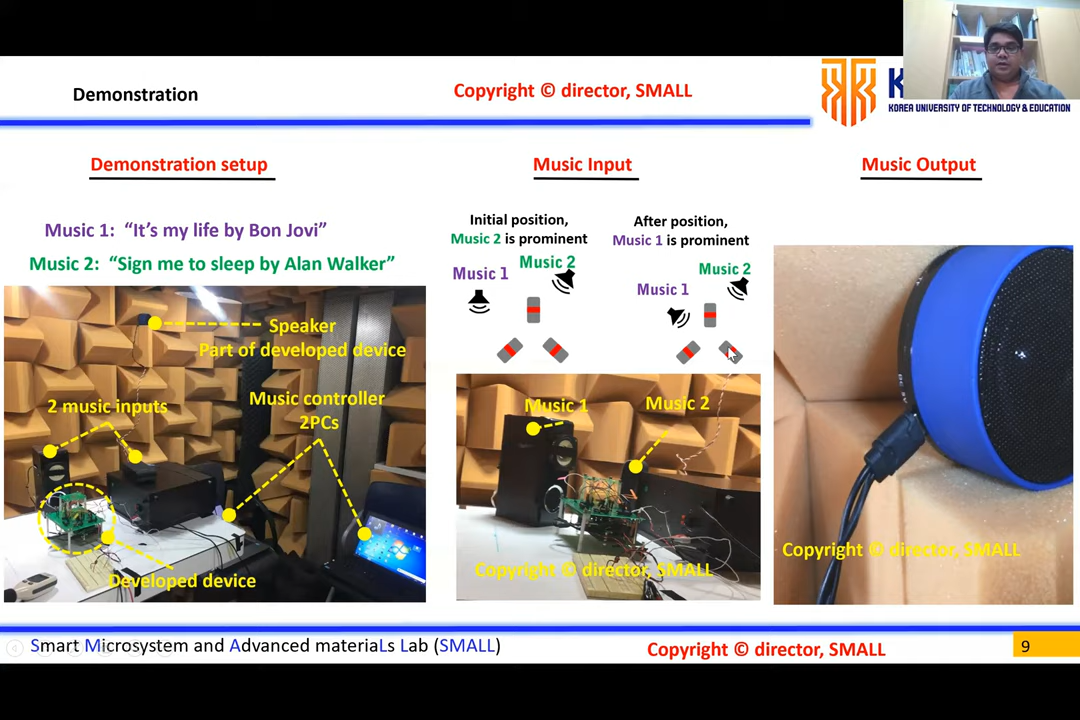 Demonstration
Copyright © director, SMALL
K
KOREA UNIVERSITY OF TECHNOLOGY & EDUCATION
Demonstration setup
Music Input
Music Output
Music 1: “It’s my life by Bon Jovi”
Music 2: “Sign me to sleep by Alan Walker”
Initial position,
Music 2 is prominent
After position,
Music 1 is prominent
Music 1
Music 2
Music 1
Music 2
Speaker
Part of developed device
2 music inputs
Music controller
2PCs
Developed device
Music 1
Music 2
Copyright © director, SMALL
Copyright © director, SMALL
Smart Microsystem and Advanced materiaLs Lab (SMALL)
Copyright © director, SMALL
9